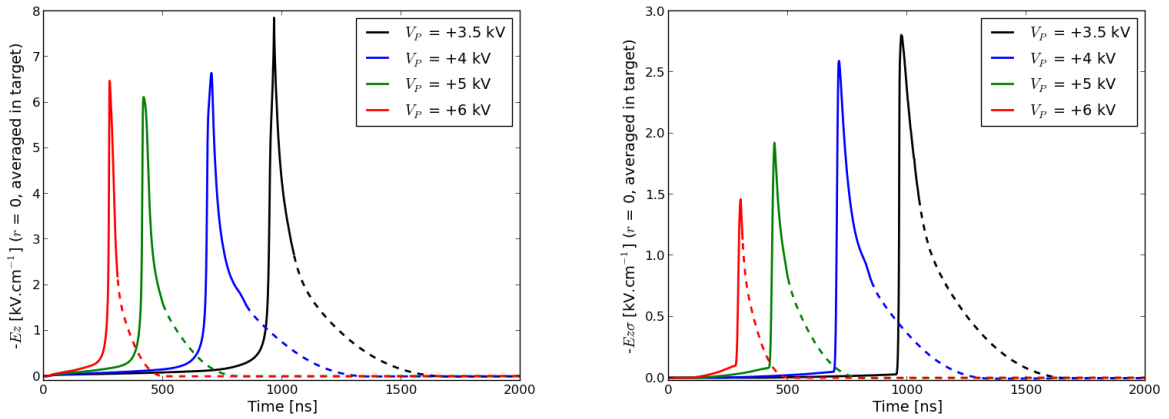 8
7
6
5
4
3
2
1
0
-Ez [kV.cm⁻¹] (r = 0, averaged in target)
V_P = +3.5 kV
V_P = +4 kV
V_P = +5 kV
V_P = +6 kV
0 500 1000 1500 2000
Time [ns]
3.0
2.5
2.0
1.5
1.0
0.5
0.0
-Ezσ [kV.cm⁻¹] (r = 0, averaged in target)
V_P = +3.5 kV
V_P = +4 kV
V_P = +5 kV
V_P = +6 kV
0 500 1000 1500 2000
Time [ns]